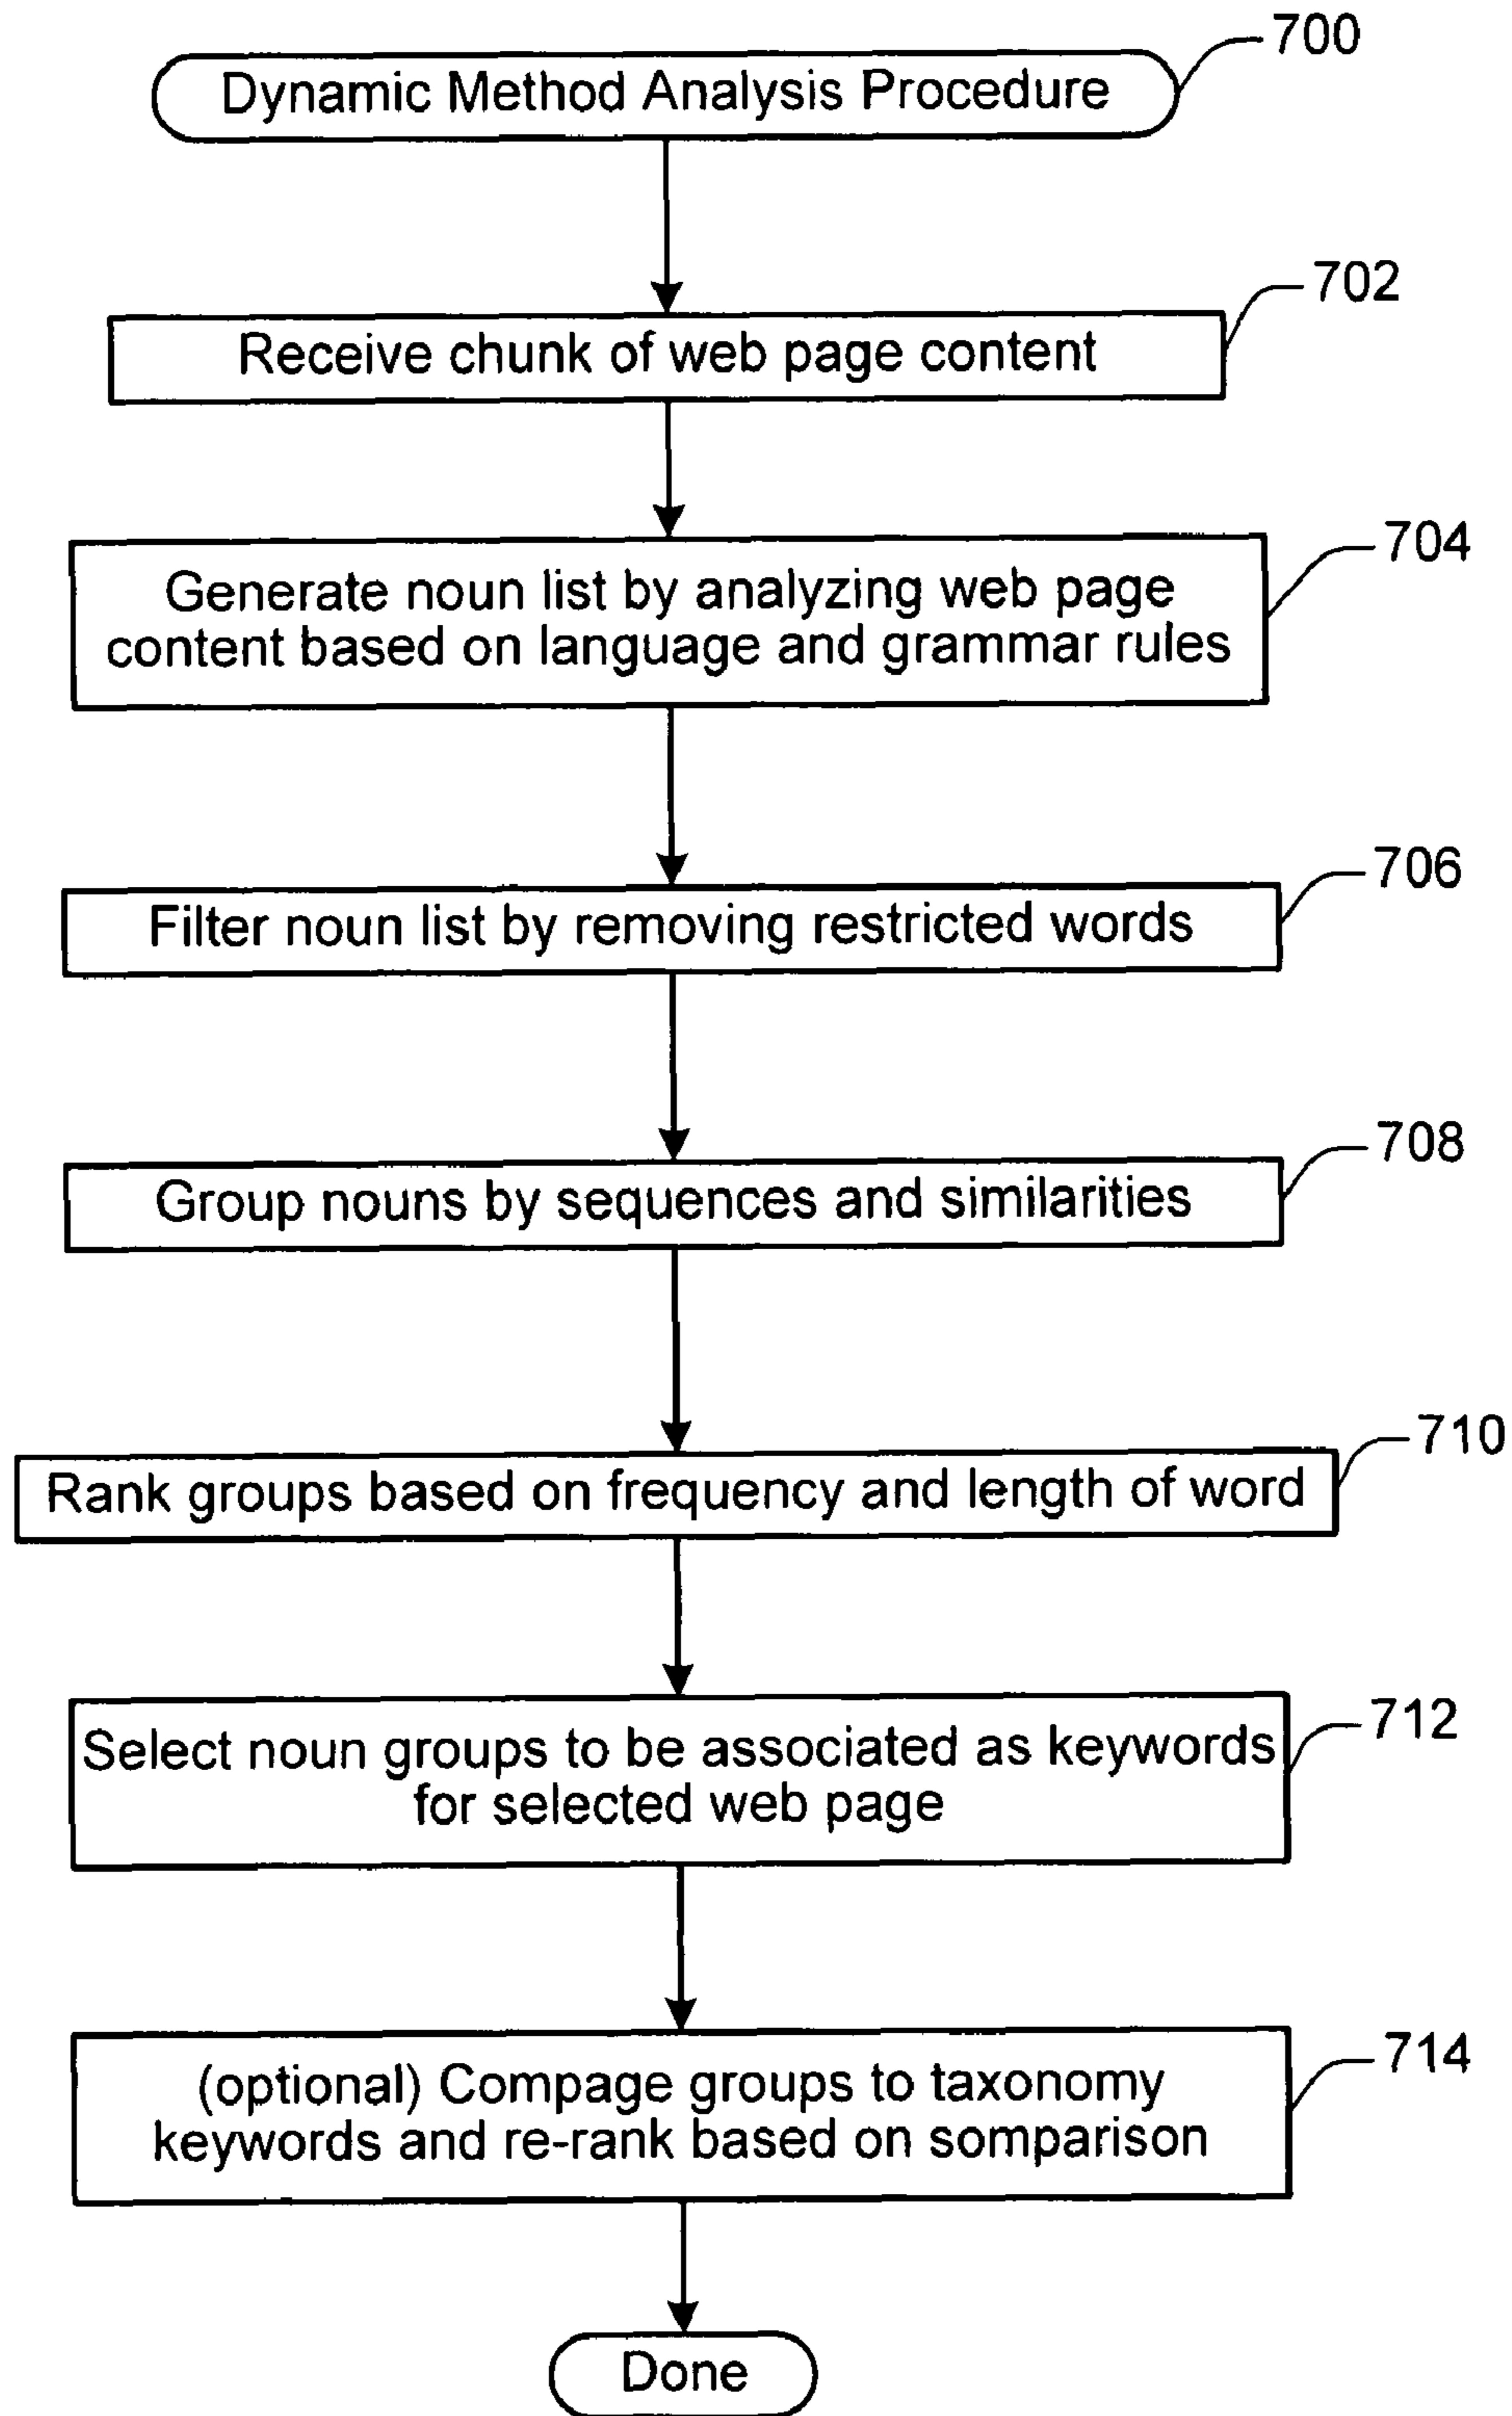 700
Dynamic Method Analysis Procedure
702
Receive chunk of web page content
704
Generate noun list by analyzing web page
content based on language and grammar rules
706
Filter noun list by removing restricted words
708
Group nouns by sequences and similarities
710
Rank groups based on frequency and length of word
712
Select noun groups to be associated as keywords
for selected web page
714
(optional) Compage groups to taxonomy
keywords and re-rank based on somparison
Done